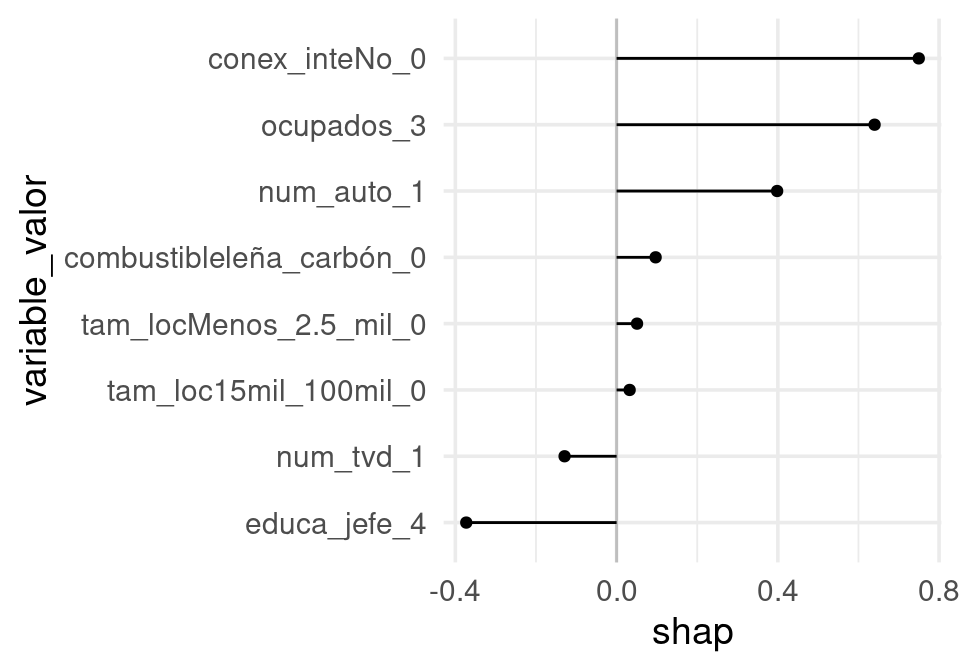 variable_valor
conex_inteNo_0
ocupados_3
num_auto_1
combustibleleña_carbón_0
tam_locMenos_2.5_mil_0
tam_loc15mil_100mil_0
num_tvd_1
educa_jefe_4
-0.4 0.0 0.4 0.8
shap